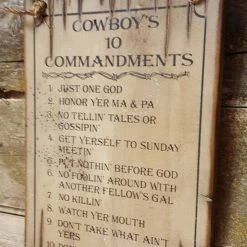 COWBOY'S
10
COMMANDMENTS
1. JUST ONE GOD
2. HONOR YER MA & PA
3. NO TELLIN' TALES OR
GOSSIPIN'
4. GET YERSELF TO SUNDAY
MEETIN'
5. PUT NOTHIN' BEFORE GOD
6. NO FOOLIN' AROUND WITH
ANOTHER FELLOW'S GAL
7. NO KILLIN'
8. WATCH YER MOUTH
9. DON'T TAKE WHAT AIN'T
YERS
10.